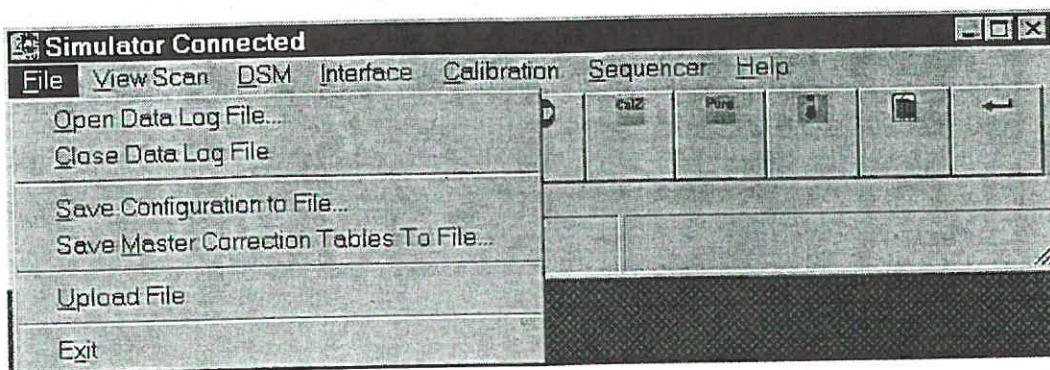 Simulator Connected
File View Scan DSM Interface Calibration Sequencer Help
CalZ Purg
Open Data Log File...
Close Data Log File
Save Configuration to File...
Save Master Correction Tables To File...
Upload File
Exit